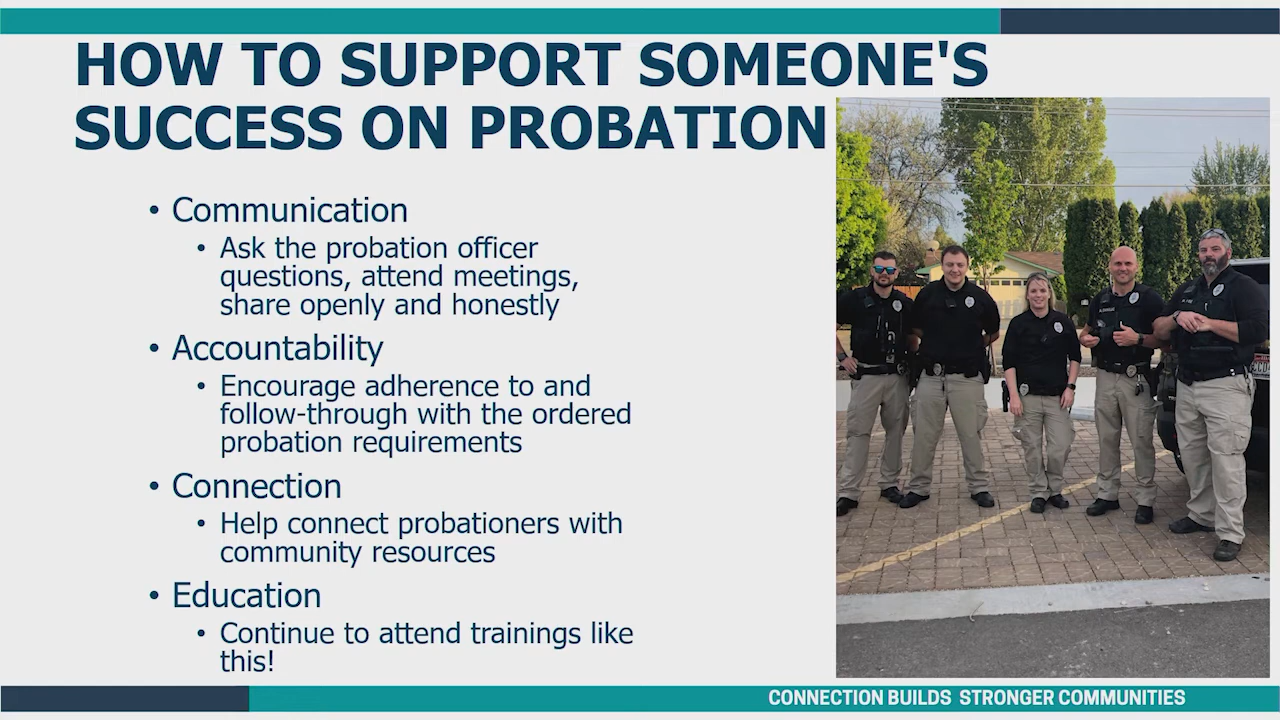 HOW TO SUPPORT SOMEONE'S
SUCCESS ON PROBATION
• Communication
• Ask the probation officer
questions, attend meetings,
share openly and honestly
• Accountability
• Encourage adherence to and
follow-through with the ordered
probation requirements
• Connection
• Help connect probationers with
community resources
• Education
• Continue to attend trainings like
this!
CONNECTION BUILDS STRONGER COMMUNITIES